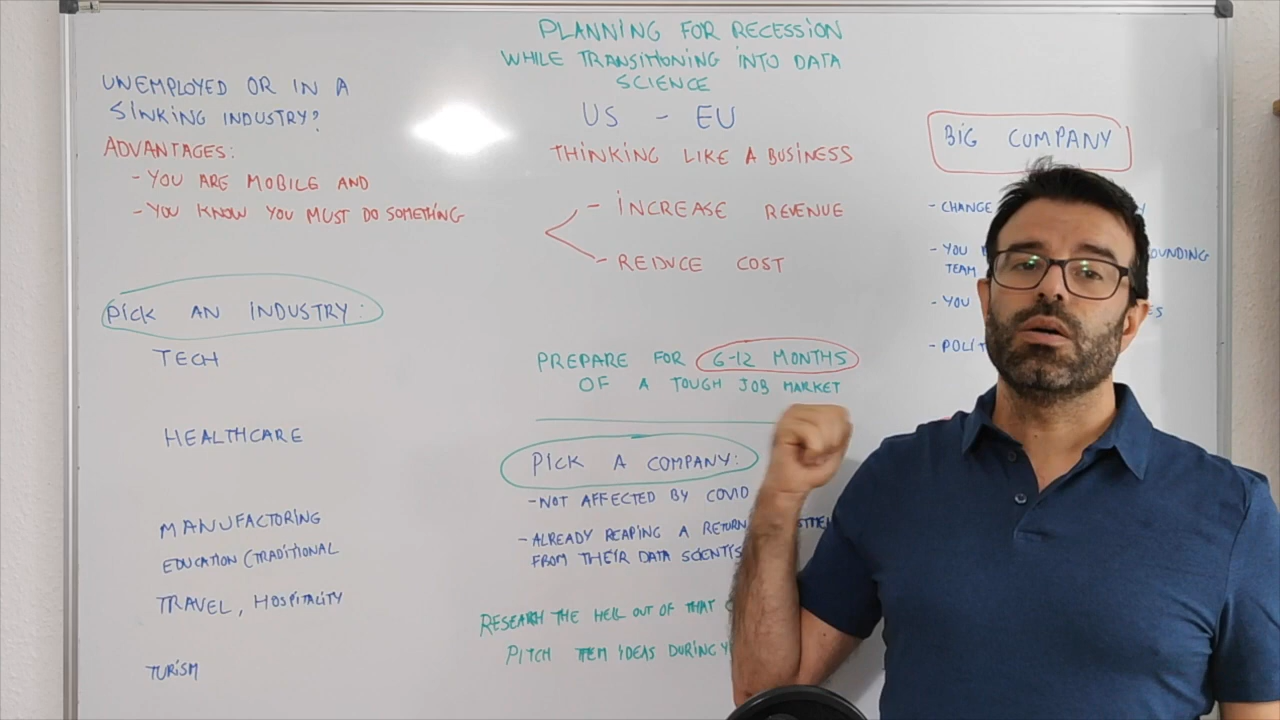 PLANNING FOR RECESSION
WHILE TRANSITIONING INTO DATA
SCIENCE
US - EU
THINKING LIKE A BUSINESS
- INCREASE REVENUE
- REDUCE COST
PREPARE FOR 6-12 MONTHS
OF A TOUGH JOB MARKET
PICK A COMPANY:
- NOT AFFECTED BY COVID
- ALREADY REAPING A RETURN
FROM THEIR DATA
RESEARCH THE HELL OUT OF THAT
PITCH TEM IDEAS DURING
UNEMPLOYED OR IN A
SINKING INDUSTRY?
ADVANTAGES:
- YOU ARE MOBILE AND
- YOU KNOW YOU MUST DO SOMETHING
PICK AN INDUSTRY:
TECH
HEALTHCARE
MANUFACTORING
EDUCATION (TRADITIONAL
TRAVEL, HOSPITALITY
TURISM
BIG COMPANY
- CHANGE
- YOU
TEAM
- YOU